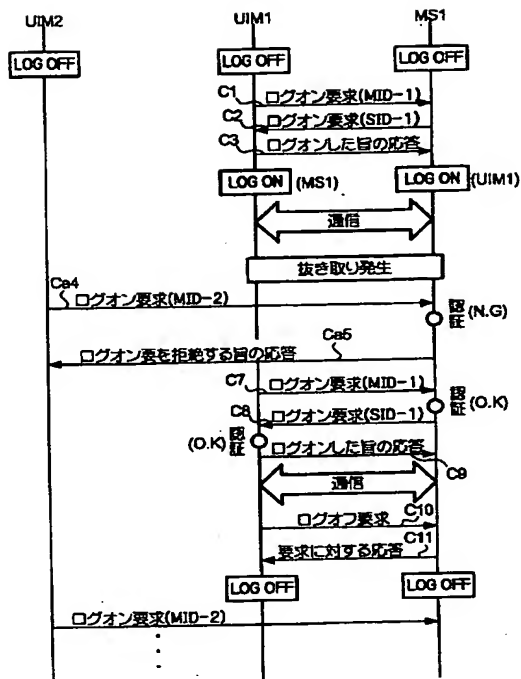 UIM2 UIM1 MS1
LOG OFF LOG OFF LOG OFF
C1 ログオン要求(MID-1)
C2 ログオン要求(SID-1)
C3 ログオンした旨の応答
LOG ON (MS1) LOG ON (UIM1)
通信
抜き取り発生
Ca4 ログオン要求(MID-2)
認証 (N.G)
Ca5
ログオン要を拒絶する旨の応答
C7 ログオン要求(MID-1)
認証 (O.K)
C8 ログオン要求(SID-1)
(O.K) 認証
ログオンした旨の応答
C9
通信
ログオフ要求 C10
要求に対する応答 C11
LOG OFF LOG OFF
ログオン要求(MID-2)